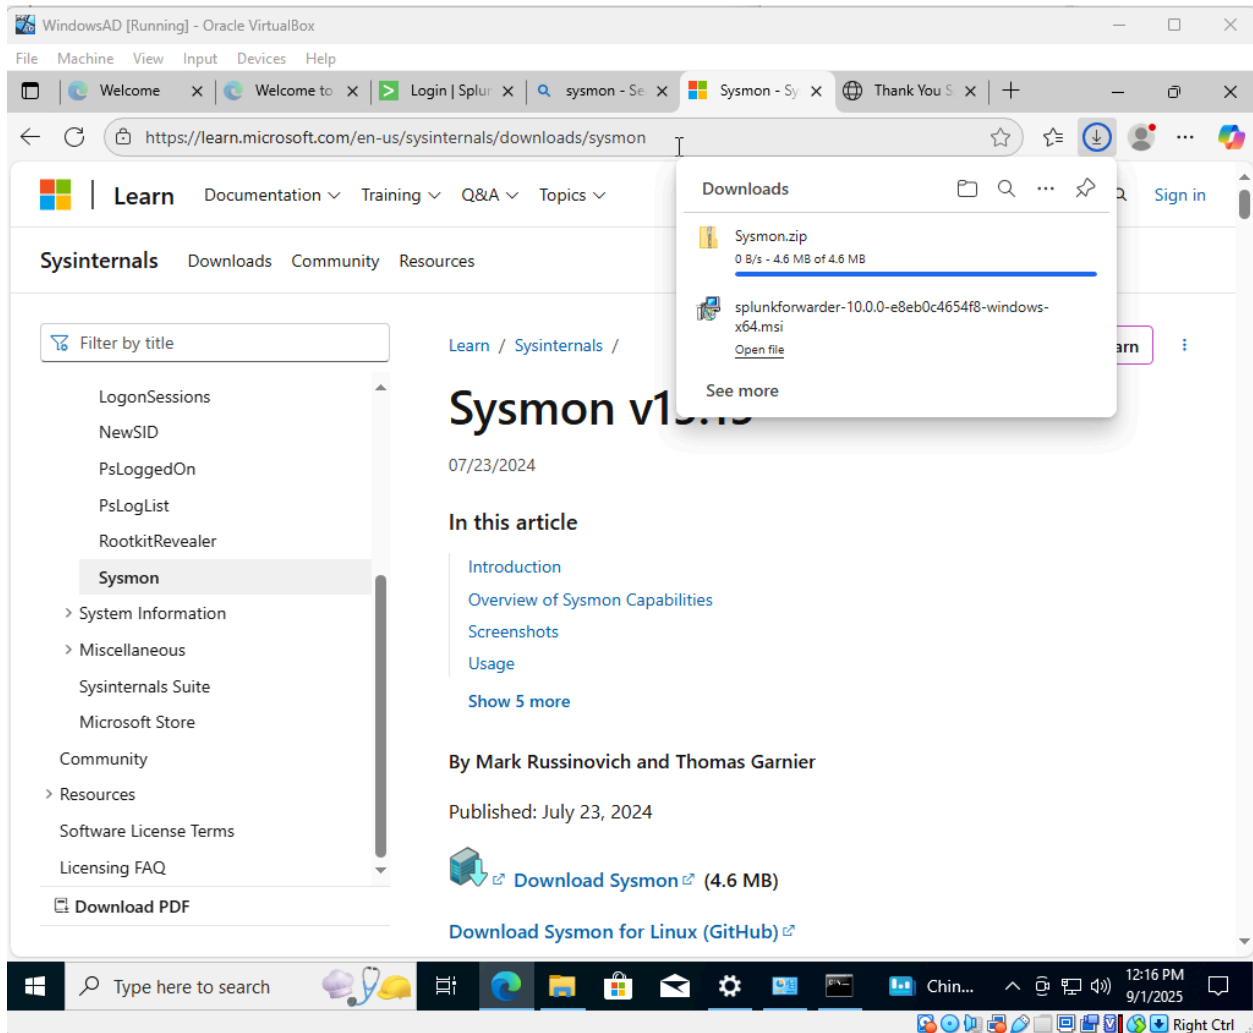 WindowsAD [Running] - Oracle VirtualBox
File Machine View Input Devices Help
Welcome
Welcome to
Login | Splur
sysmon - Se
Sysmon - Sy
Thank You S
https://learn.microsoft.com/en-us/sysinternals/downloads/sysmon
Learn Documentation Training Q&A Topics
Sign in
Downloads
Sysmon.zip
0 B/s - 4.6 MB of 4.6 MB
splunkforwarder-10.0.0-e8eb0c4654f8-windows-
x64.msi
Open file
See more
Sysinternals Downloads Community Resources
Filter by title
LogonSessions
NewSID
PsLoggedOn
PsLogList
RootkitRevealer
Sysmon
System Information
Miscellaneous
Sysinternals Suite
Microsoft Store
Community
Resources
Software License Terms
Licensing FAQ
Download PDF
Learn / Sysinternals /
arn
Sysmon v15.15
07/23/2024
In this article
Introduction
Overview of Sysmon Capabilities
Screenshots
Usage
Show 5 more
By Mark Russinovich and Thomas Garnier
Published: July 23, 2024
Download Sysmon (4.6 MB)
Download Sysmon for Linux (GitHub)
Type here to search
Chin...
12:16 PM
9/1/2025
Right Ctrl